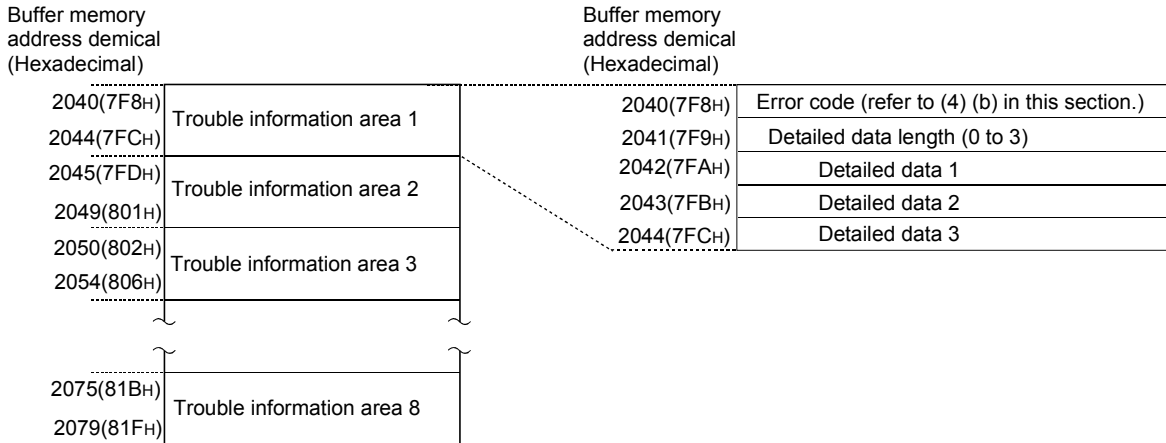 Buffer memory
address demical
(Hexadecimal)
2040(7F8H)
Trouble information area 1
2044(7FCH)
2045(7FDH)
Trouble information area 2
2049(801H)
2050(802H)
Trouble information area 3
2054(806H)
2075(81BH)
Trouble information area 8
2079(81FH)
Buffer memory
address demical
(Hexadecimal)
2040(7F8H) Error code (refer to (4) (b) in this section.)
2041(7F9H) Detailed data length (0 to 3)
2042(7FAH) Detailed data 1
2043(7FBH) Detailed data 2
2044(7FCH) Detailed data 3